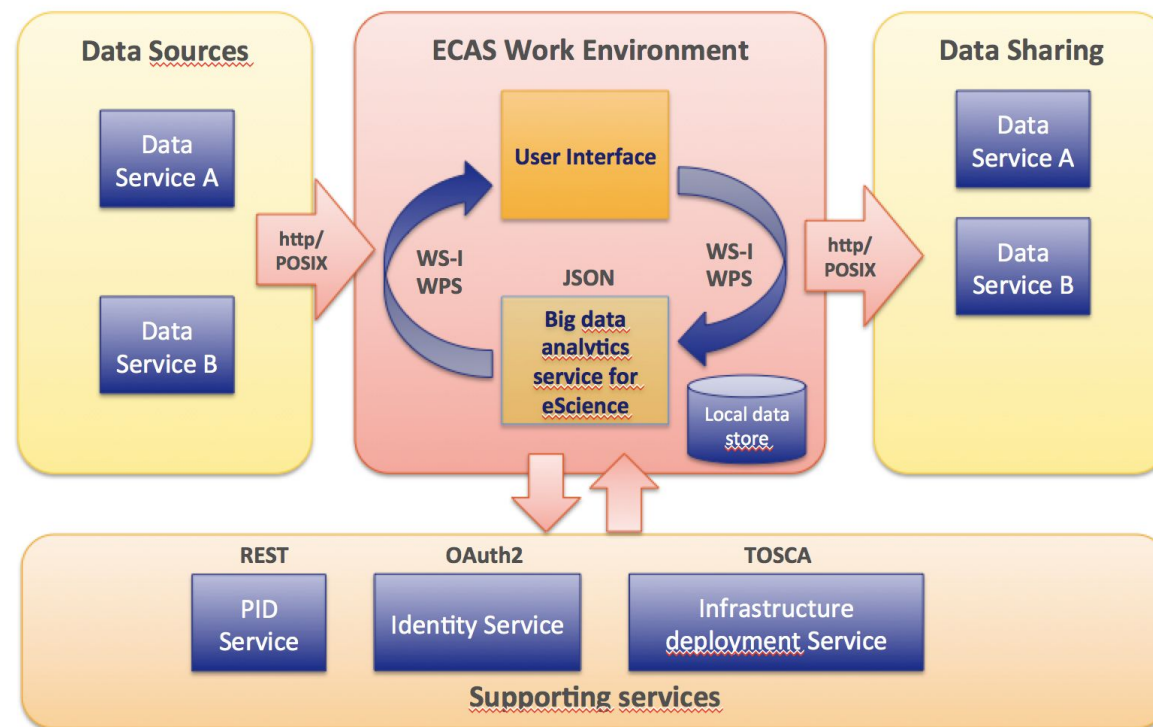 Data Sources
Data
Service A
Data
Service B
http/
POSIX
ECAS Work Environment
User Interface
WS-I
WPS
WS-I
WPS
JSON
Big data
analytics
service for
eScience
Local data
store
http/
POSIX
Data Sharing
Data
Service A
Data
Service B
REST
PID
Service
OAuth2
Identity Service
TOSCA
Infrastructure
deployment Service
Supporting services